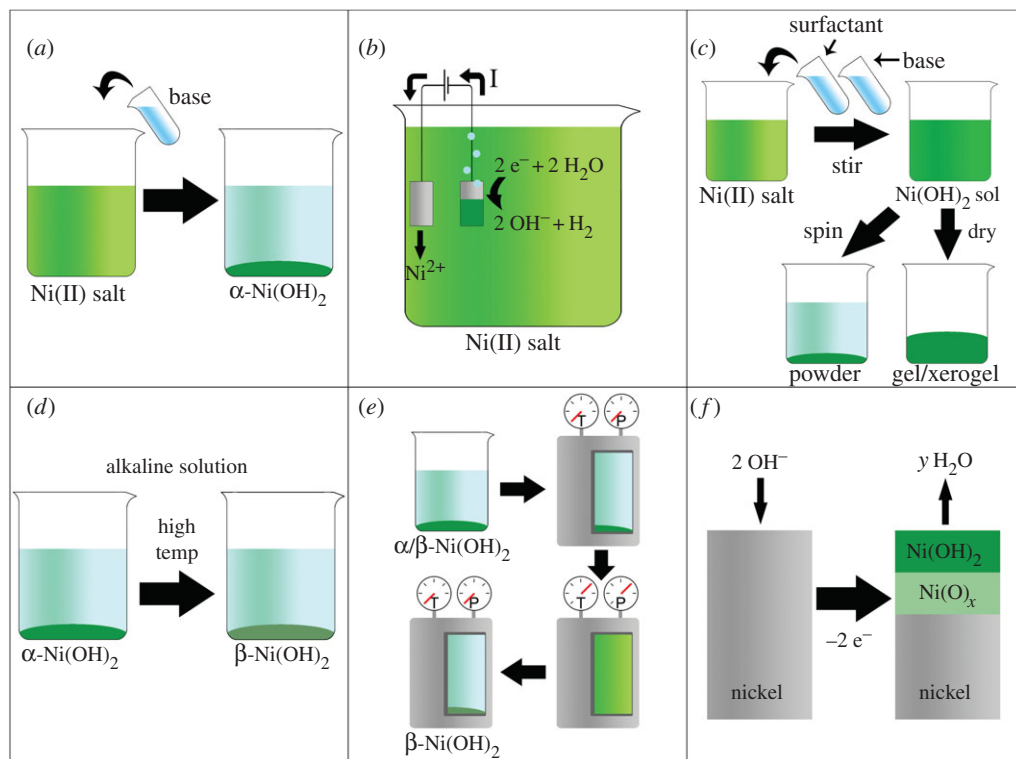 (a)
base
Ni(II) salt
α-Ni(OH)₂
(b)
I
2 e⁻ + 2 H₂O
2 OH⁻ + H₂
Ni²⁺
Ni(II) salt
(c)
surfactant
base
stir
Ni(II) salt
Ni(OH)₂ sol
spin
dry
powder
gel/xerogel
(d)
alkaline solution
high
temp
α-Ni(OH)₂
β-Ni(OH)₂
(e)
T P
α/β-Ni(OH)₂
T P
T P
β-Ni(OH)₂
(f)
2 OH⁻
y H₂O
Ni(OH)₂
Ni(O)ₓ
–2 e⁻
nickel
nickel